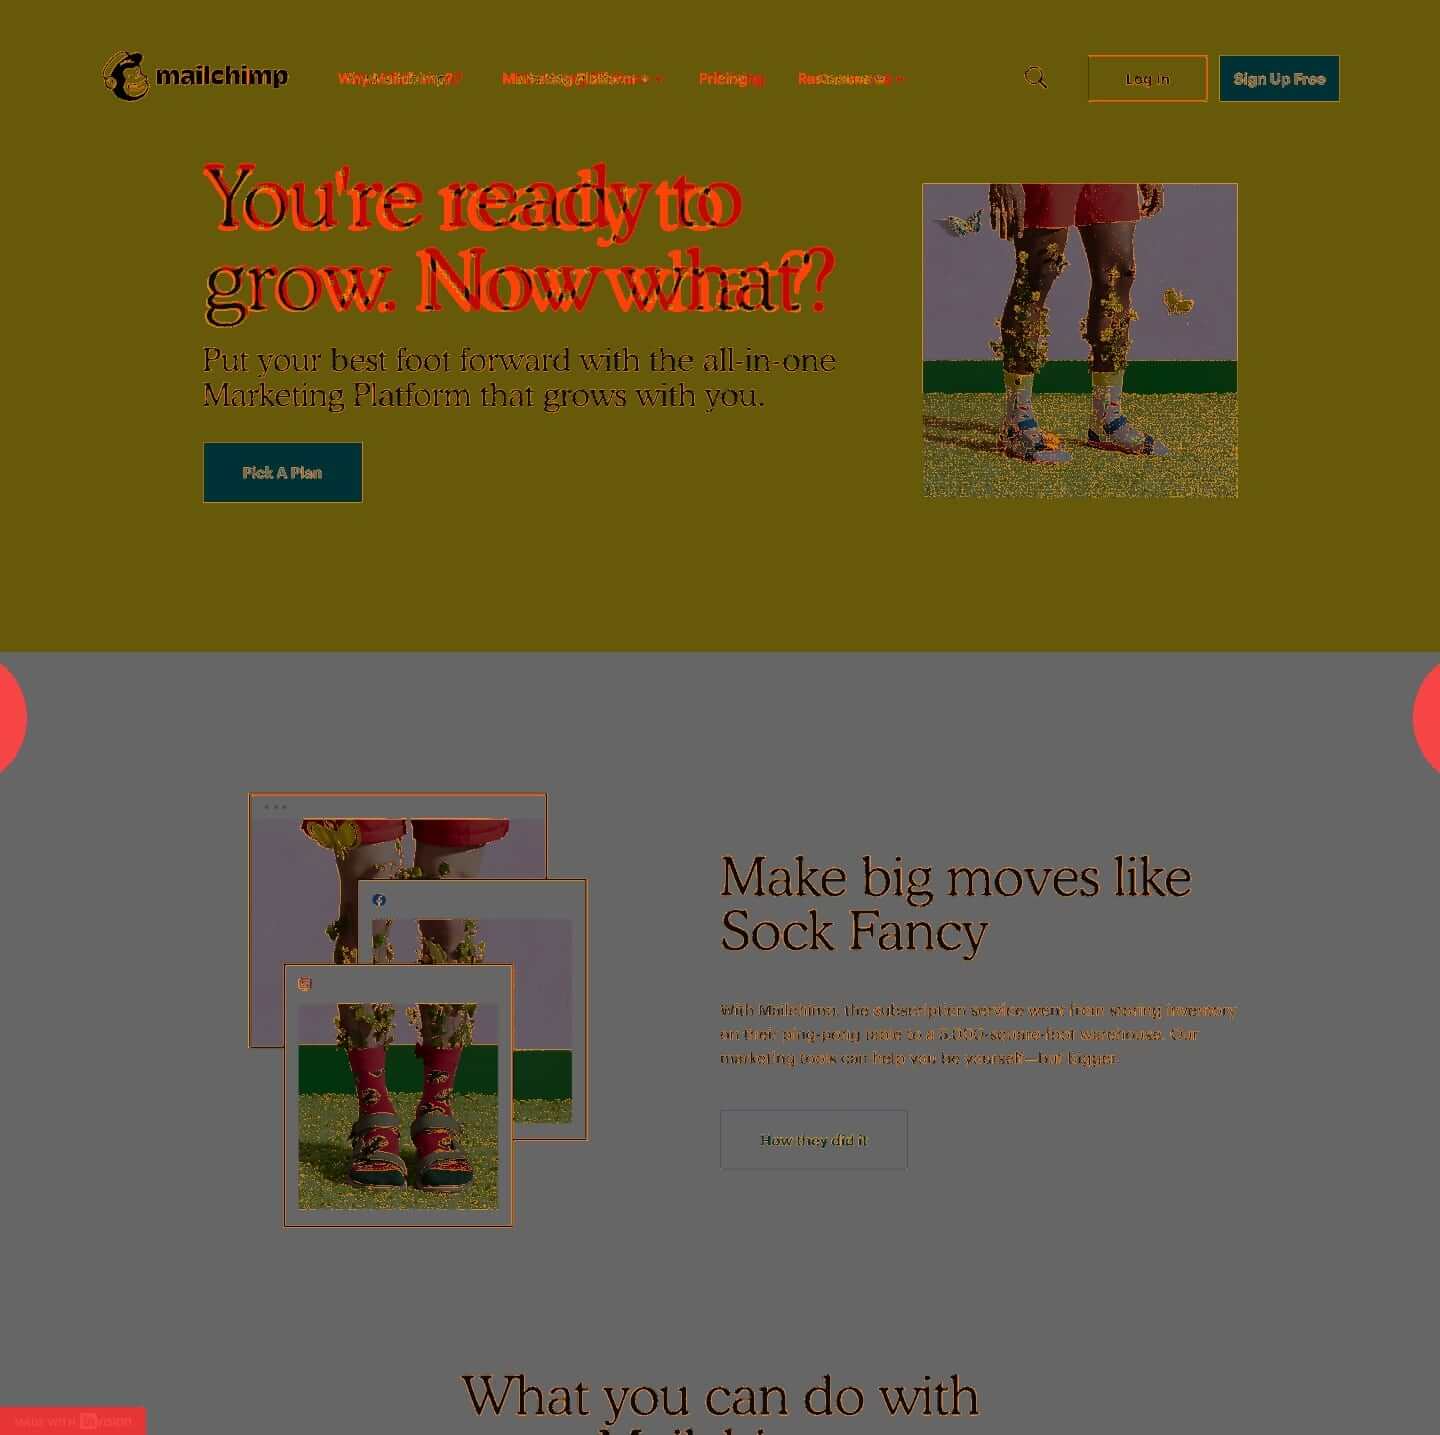 mailchimp
Why Mailchimp?
Marketing Platform
Pricing
Resources
Log In
Sign Up Free
You're ready to
grow. Now what?
Put your best foot forward with the all-in-one
Marketing Platform that grows with you.
Pick A Plan
Make big moves like
Sock Fancy
With Mailchimp, the subscription service went from storing inventory
on their ping-pong table to a 5,000-square-foot warehouse. Our
marketing tools can help you be yourself—but bigger.
How they did it
What you can do with
MADE WITH invision